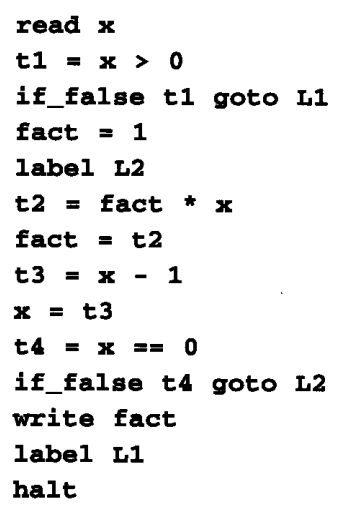 read x
t1 = x > 0
if_false t1 goto L1
fact = 1
label L2
t2 = fact * x
fact = t2
t3 = x - 1
x = t3
t4 = x == 0
if_false t4 goto L2
write fact
label L1
halt